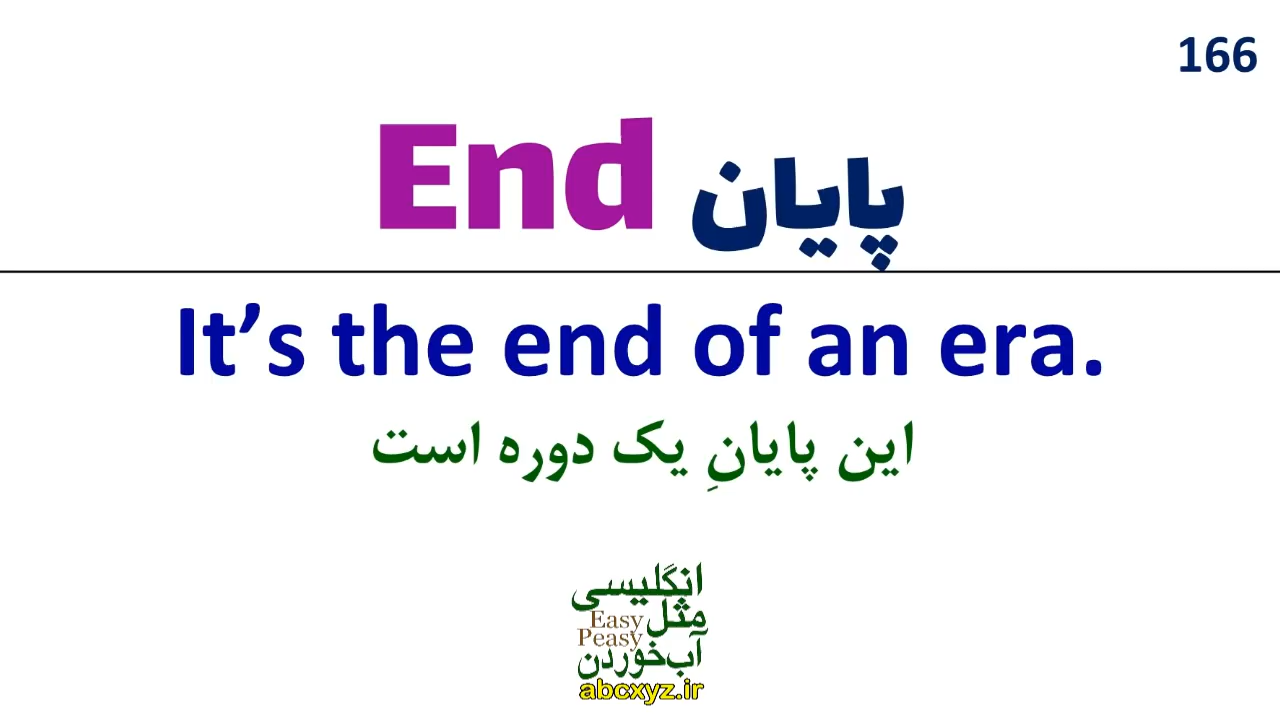 166
End پایان
It’s the end of an era.
این پایانِ یک دوره است
انگلیسی
مثل Easy
Peasy
آب‌خوردن
abcxyz.ir